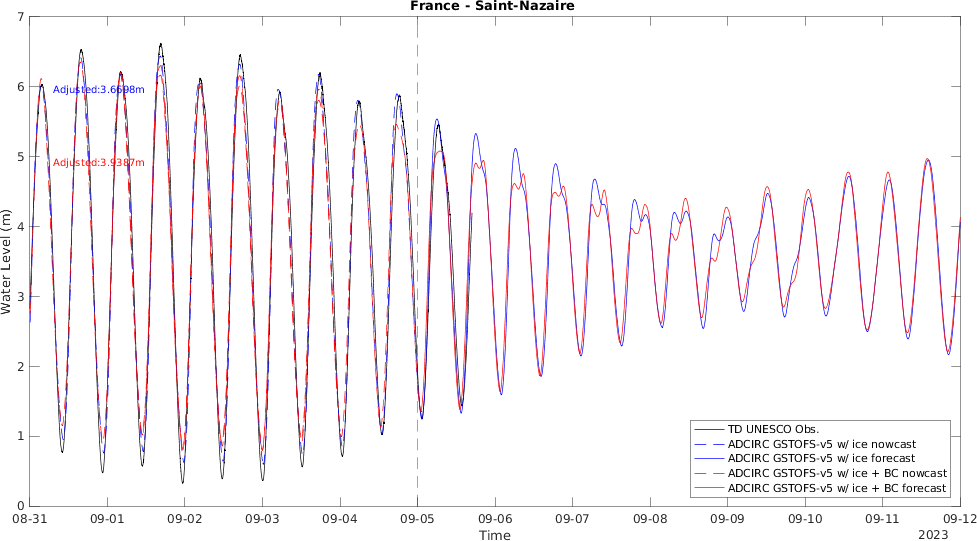 France - Saint-Nazaire
Water Level (m)
7
6
5
4
3
2
1
0
Adjusted:3.6698m
Adjusted:3.9387m
TD UNESCO Obs.
ADCIRC GSTOFS-v5 w/ ice nowcast
ADCIRC GSTOFS-v5 w/ ice forecast
ADCIRC GSTOFS-v5 w/ ice + BC nowcast
ADCIRC GSTOFS-v5 w/ ice + BC forecast
08-31 09-01 09-02 09-03 09-04 09-05 09-06 09-07 09-08 09-09 09-10 09-11 09-12
Time
2023